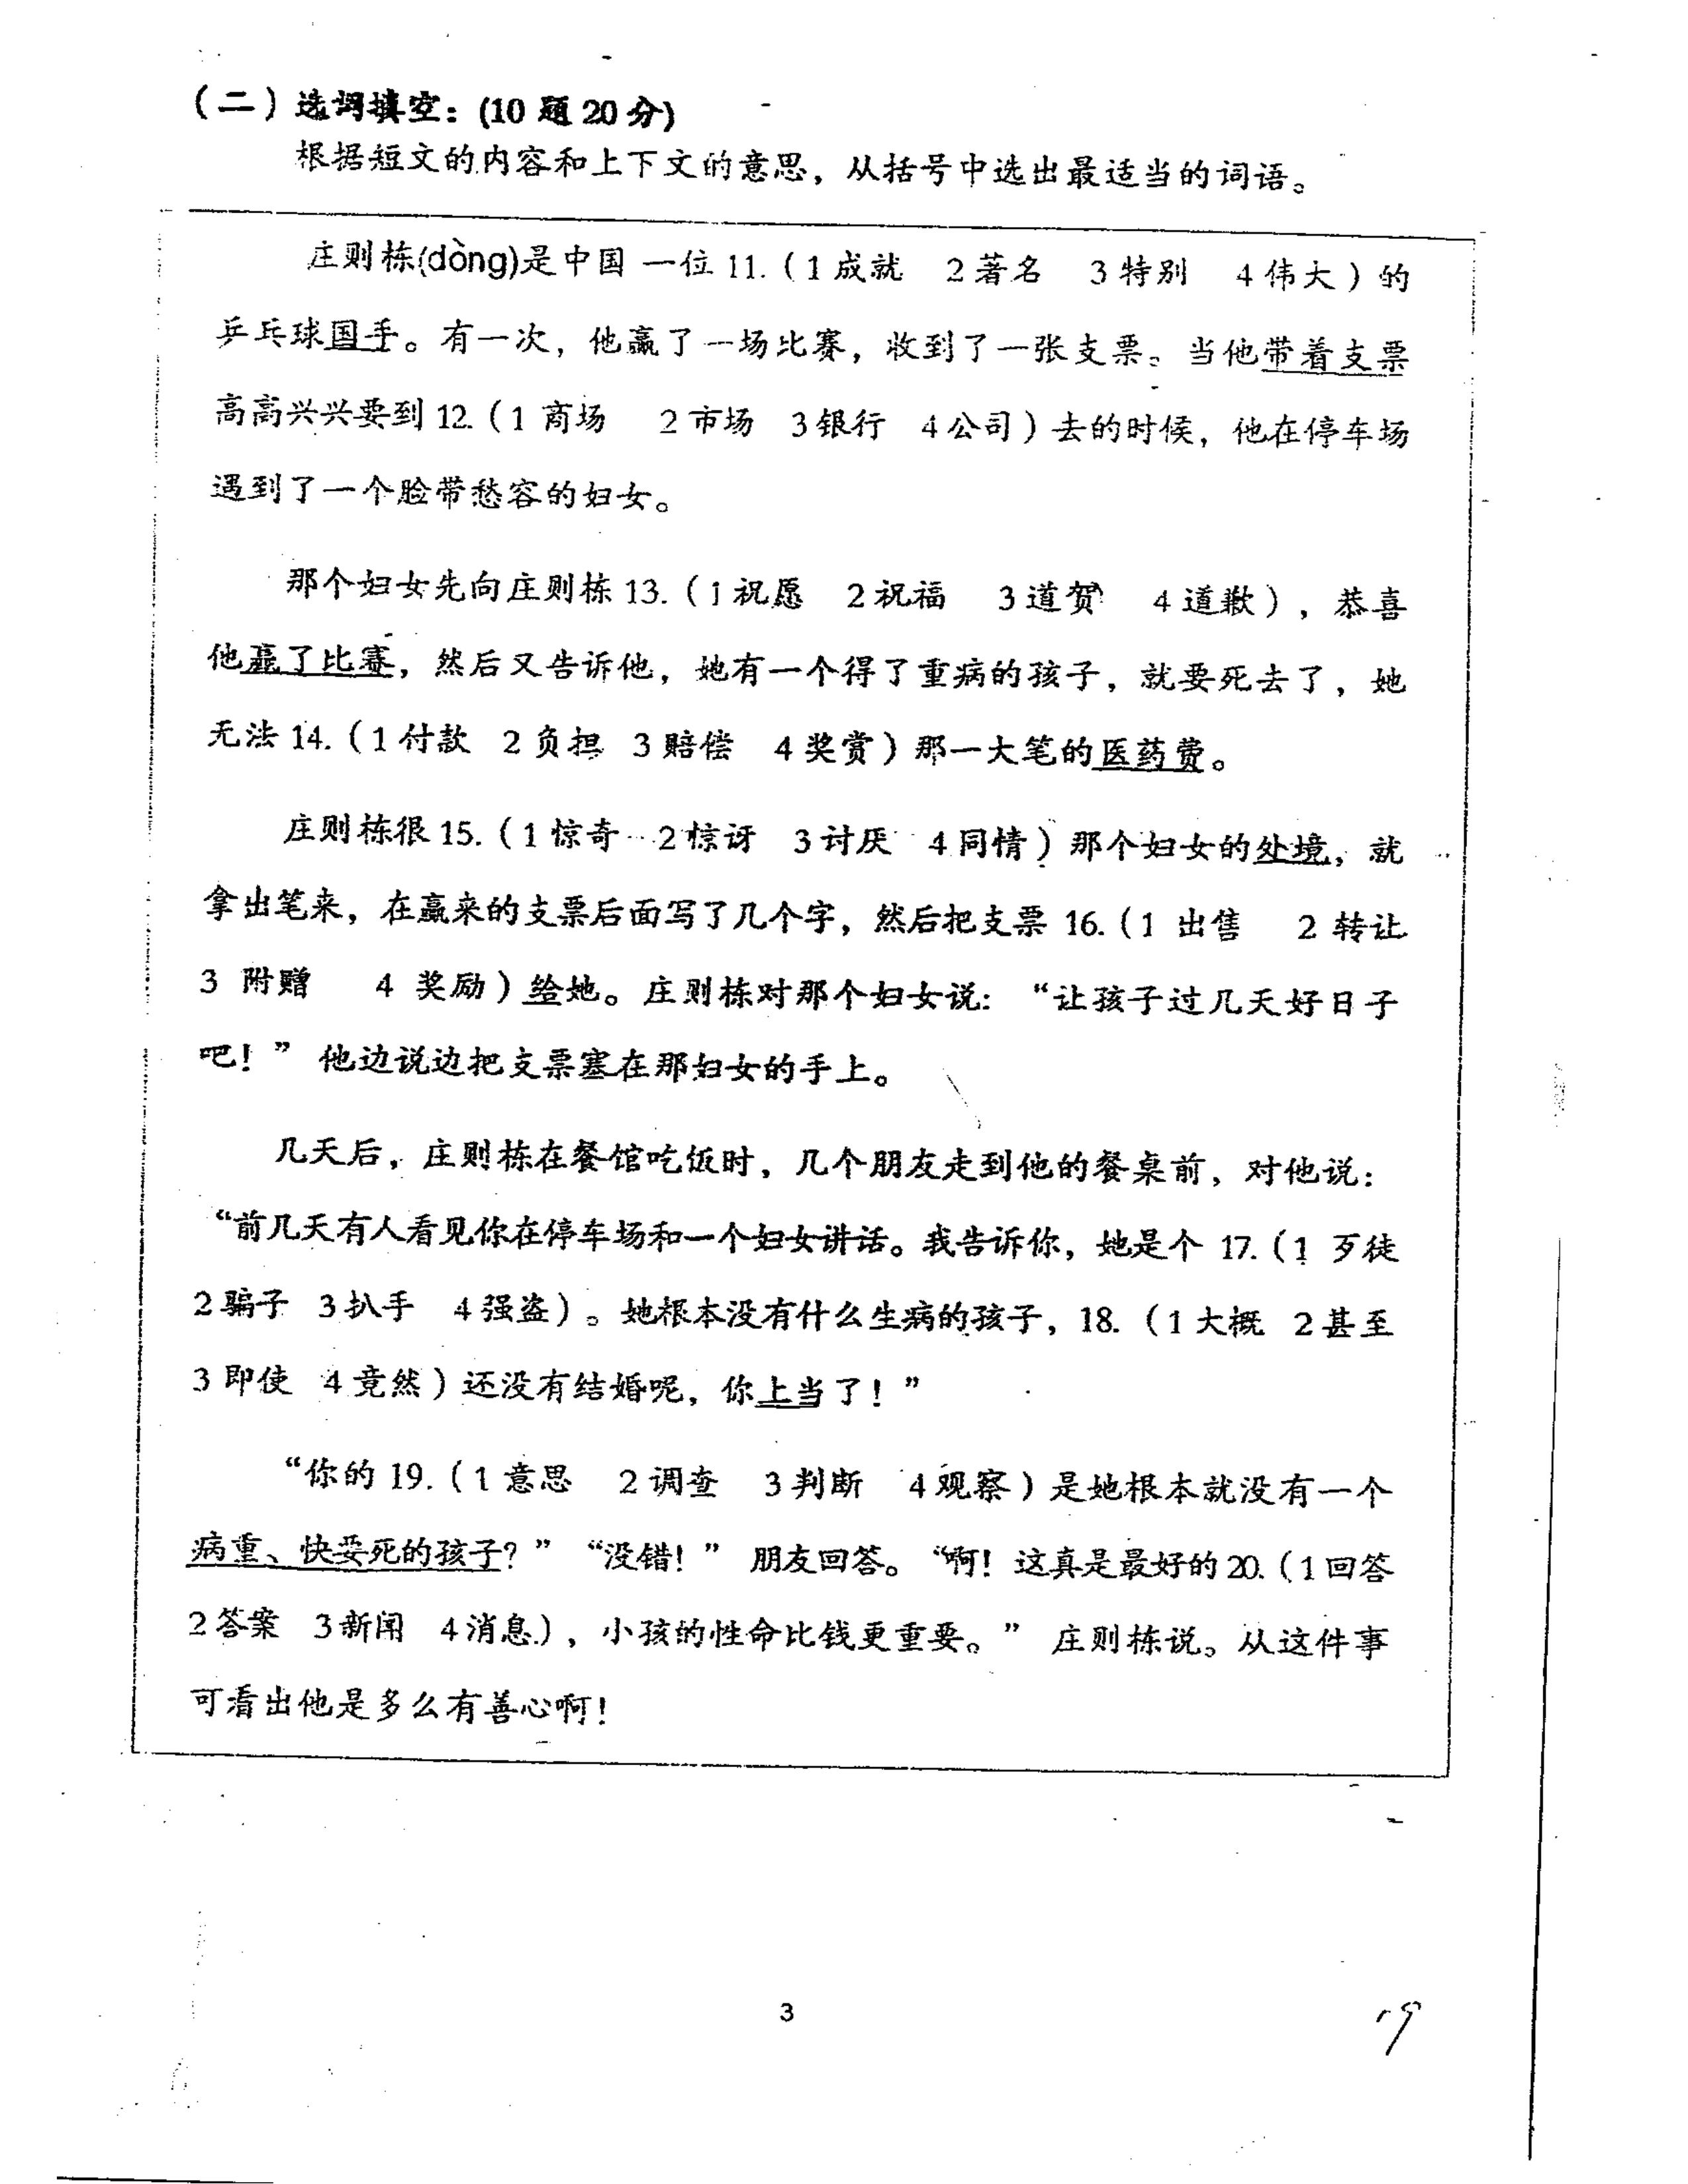 （二）选词填空：(10 题 20 分)
根据短文的内容和上下文的意思，从括号中选出最适当的词语。
庄则栋(dòng)是中国 一位 11.（1 成就 2 著名 3 特别 4 伟大）的
乒乓球国手。有一次，他赢了一场比赛，收到了一张支票。当他带着支票
高高兴兴要到 12.（1 商场 2 市场 3 银行 4 公司）去的时候，他在停车场
遇到了一个脸带愁容的妇女。
那个妇女先向庄则栋 13.（1 祝愿 2 祝福 3 道贺 4 道歉），恭喜
他赢了比赛，然后又告诉他，她有一个得了重病的孩子，就要死去了，她
无法 14.（1 付款 2 负担 3 赔偿 4 奖赏）那一大笔的医药费。
庄则栋很 15.（1 惊奇 2 惊讶 3 讨厌 4 同情）那个妇女的处境，就
拿出笔来，在赢来的支票后面写了几个字，然后把支票 16.（1 出售 2 转让
3 附赠 4 奖励）给她。庄则栋对那个妇女说：“让孩子过几天好日子
吧！” 他边说边把支票塞在那妇女的手上。
几天后，庄则栋在餐馆吃饭时，几个朋友走到他的餐桌前，对他说：
“前几天有人看见你在停车场和一个妇女讲话。我告诉你，她是个 17.（1 歹徒
2 骗子 3 扒手 4 强盗）。她根本没有什么生病的孩子，18.（1 大概 2 甚至
3 即使 4 竟然）还没有结婚呢，你上当了！”
“你的 19.（1 意思 2 调查 3 判断 4 观察）是她根本就没有一个
病重、快要死的孩子？” “没错！” 朋友回答。“啊！这真是最好的 20.（1 回答
2 答案 3 新闻 4 消息），小孩的性命比钱更重要。” 庄则栋说。从这件事
可看出他是多么有善心啊！
3